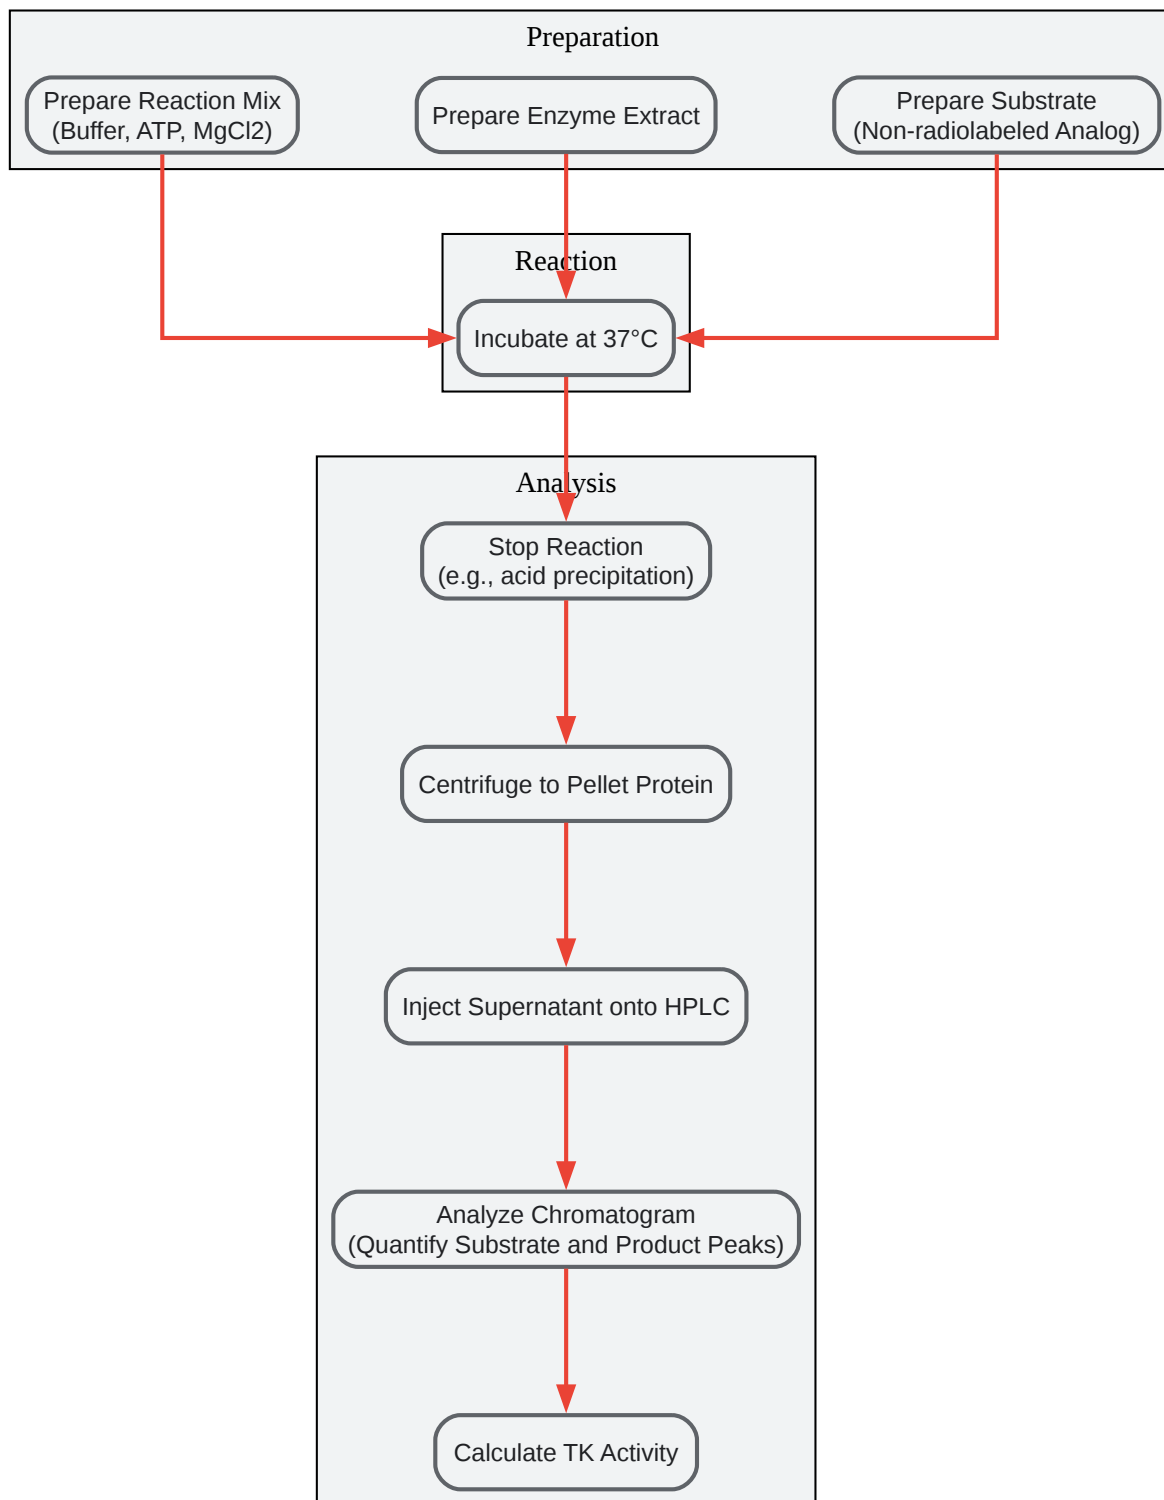 Preparation
Prepare Reaction Mix
(Buffer, ATP, MgCl2)
Prepare Enzyme Extract
Prepare Substrate
(Non-radiolabeled Analog)
Reaction
Incubate at 37°C
Analysis
Stop Reaction
(e.g., acid precipitation)
Centrifuge to Pellet Protein
Inject Supernatant onto HPLC
Analyze Chromatogram
(Quantify Substrate and Product Peaks)
Calculate TK Activity